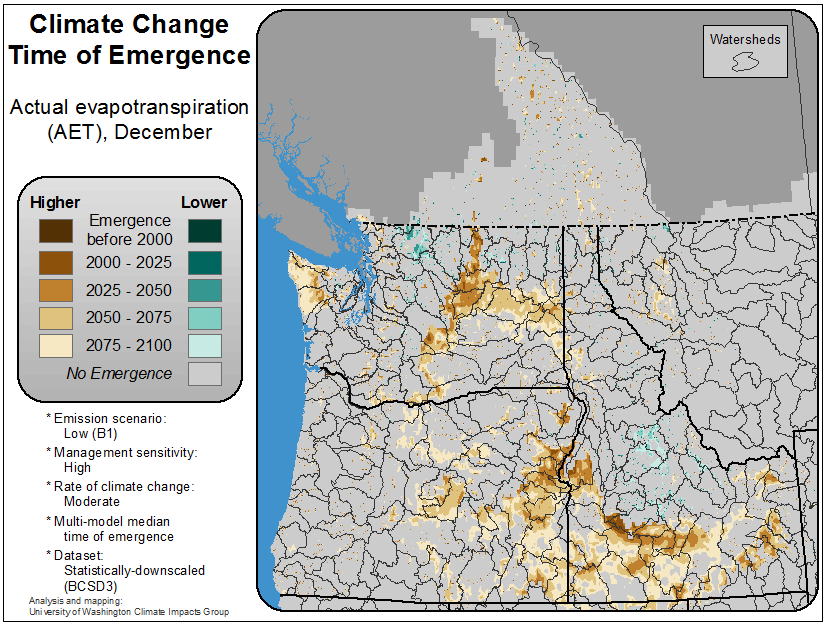 Climate Change
Time of Emergence
Actual evapotranspiration
(AET), December
Higher Lower
Emergence
before 2000
2000 - 2025
2025 - 2050
2050 - 2075
2075 - 2100
No Emergence
* Emission scenario:
Low (B1)
* Management sensitivity:
High
* Rate of climate change:
Moderate
* Multi-model median
time of emergence
* Dataset:
Statistically-downscaled
(BCSD3)
Analysis and mapping:
University of Washington Climate Impacts Group
Watersheds